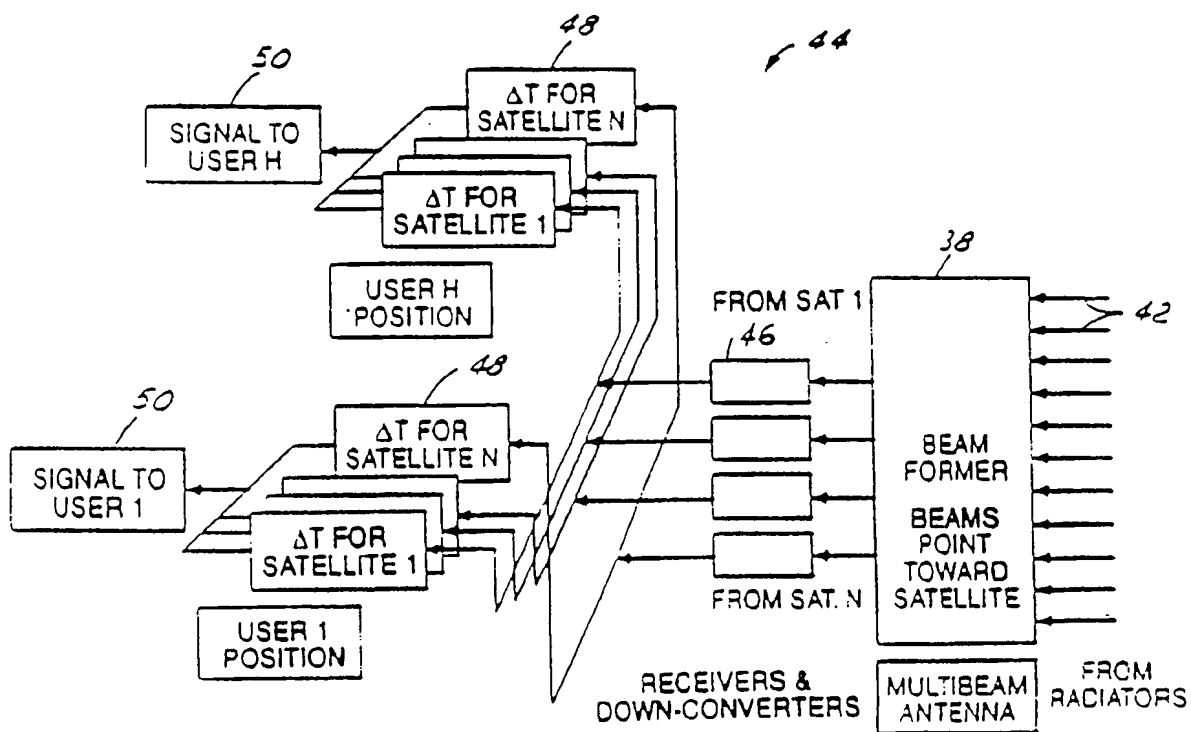 48
44
50
ΔT FOR
SATELLITE N
SIGNAL TO
USER H
ΔT FOR
SATELLITE 1
38
USER H
POSITION
FROM SAT 1
42
46
48
50
ΔT FOR
SATELLITE N
BEAM
FORMER
SIGNAL TO
USER 1
BEAMS
POINT
TOWARD
SATELLITE
ΔT FOR
SATELLITE 1
FROM SAT. N
USER 1
POSITION
RECEIVERS &
DOWN-CONVERTERS
MULTIBEAM
ANTENNA
FROM
RADIATORS